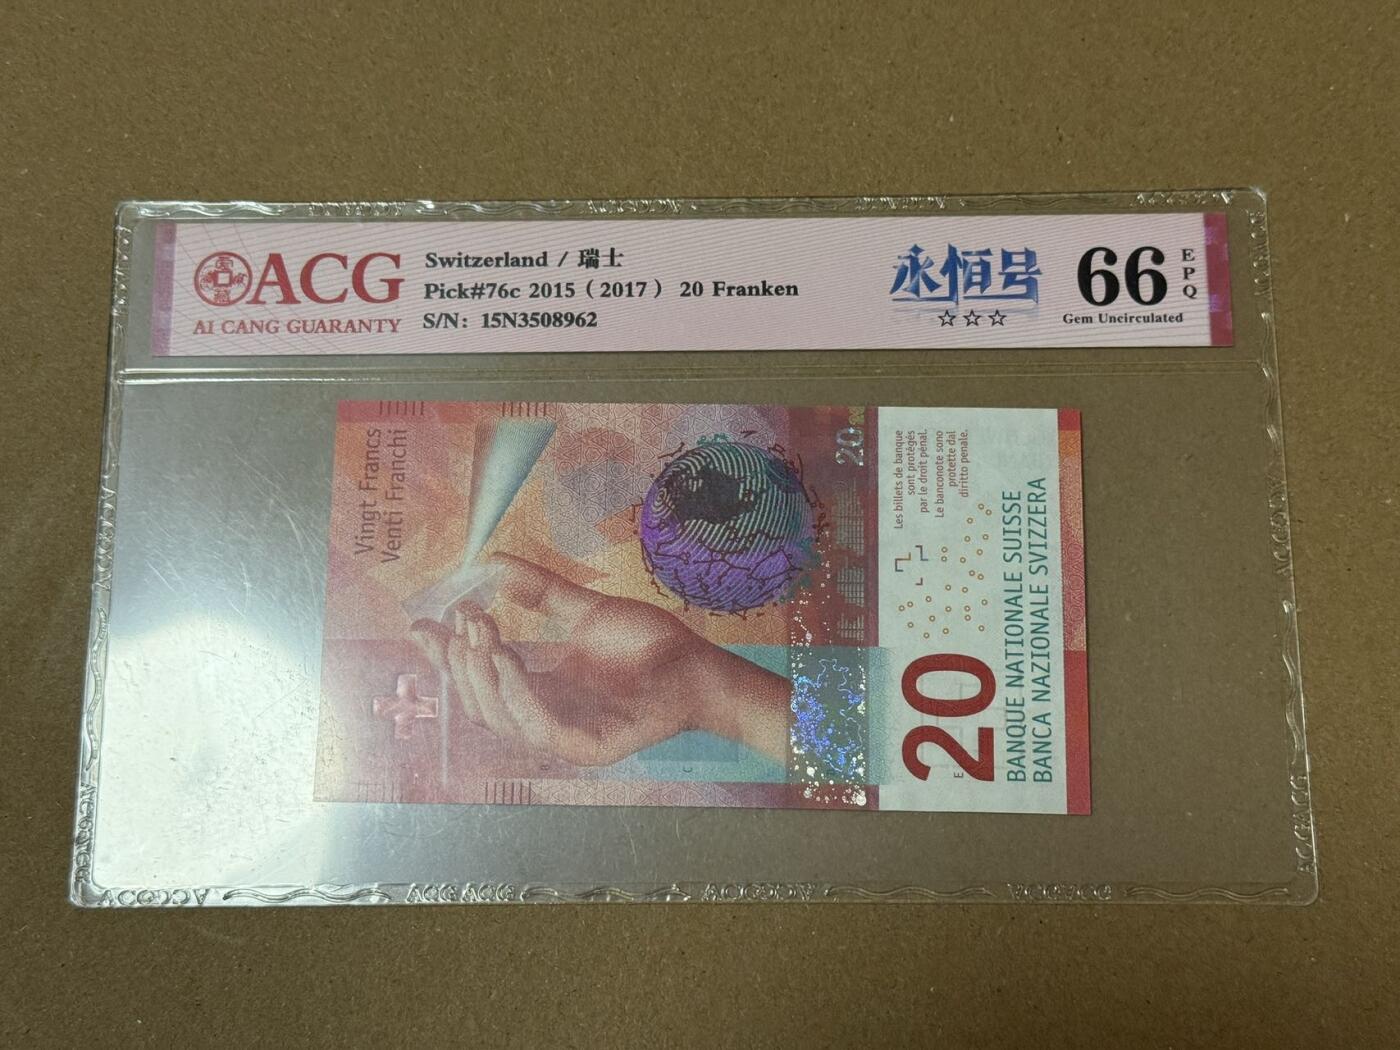 ACG
AI CANG GUARANTY
Switzerland / 瑞士
Pick#76c 2015 (2017) 20 Franken
S/N: 15N3508962
永恒号
☆☆☆
66
EPQ
Gem Uncirculated
Vingt Francs
Venti Franchi
20
Les billets de banque
sont protégés
par le droit pénal.
Le banconote sono
protette dal
diritto penale.
20
E
BANQUE NATIONALE SUISSE
BANCA NAZIONALE SVIZZERA